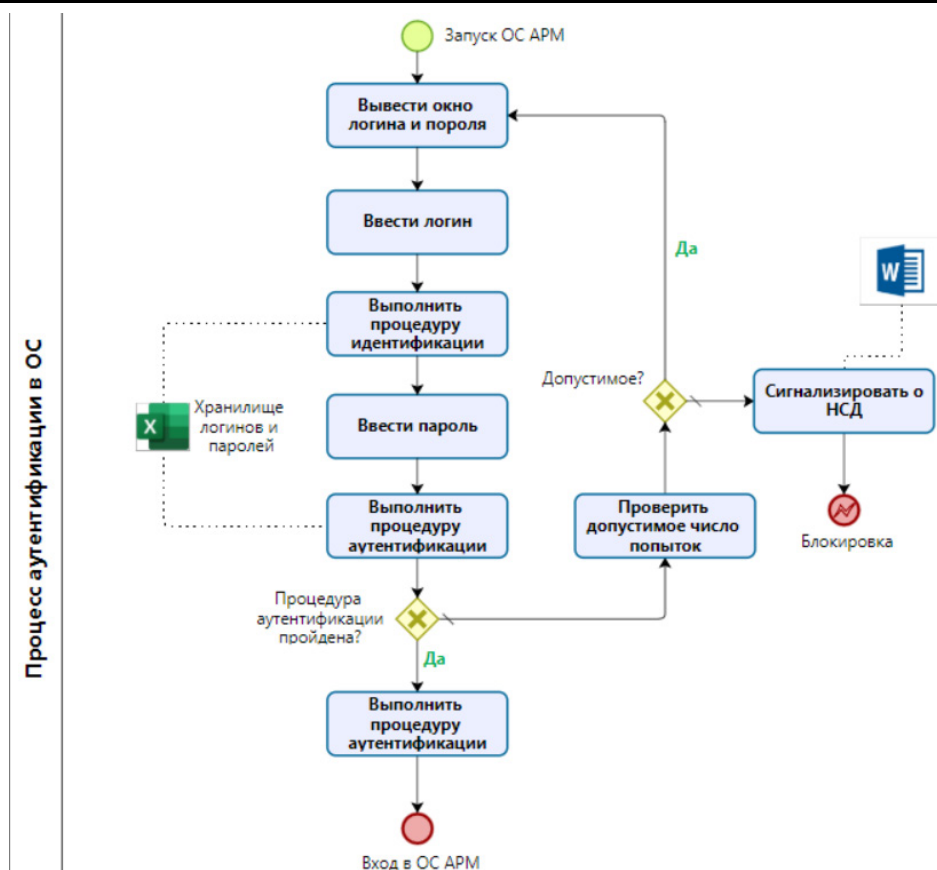 Процесс аутентификации в ОС
Запуск ОС АРМ
Вывести окно
логина и пороля
Ввести логин
Да
W
Выполнить
процедуру
идентификации
Допустимое?
Сигнализировать о
НСД
X
Хранилище
логинов и
паролей
Ввести пароль
Выполнить
процедуру
аутентификации
Проверить
допустимое число
попыток
Блокировка
Процедура
аутентификации
пройдена?
Да
Выполнить
процедуру
аутентификации
Вход в ОС АРМ